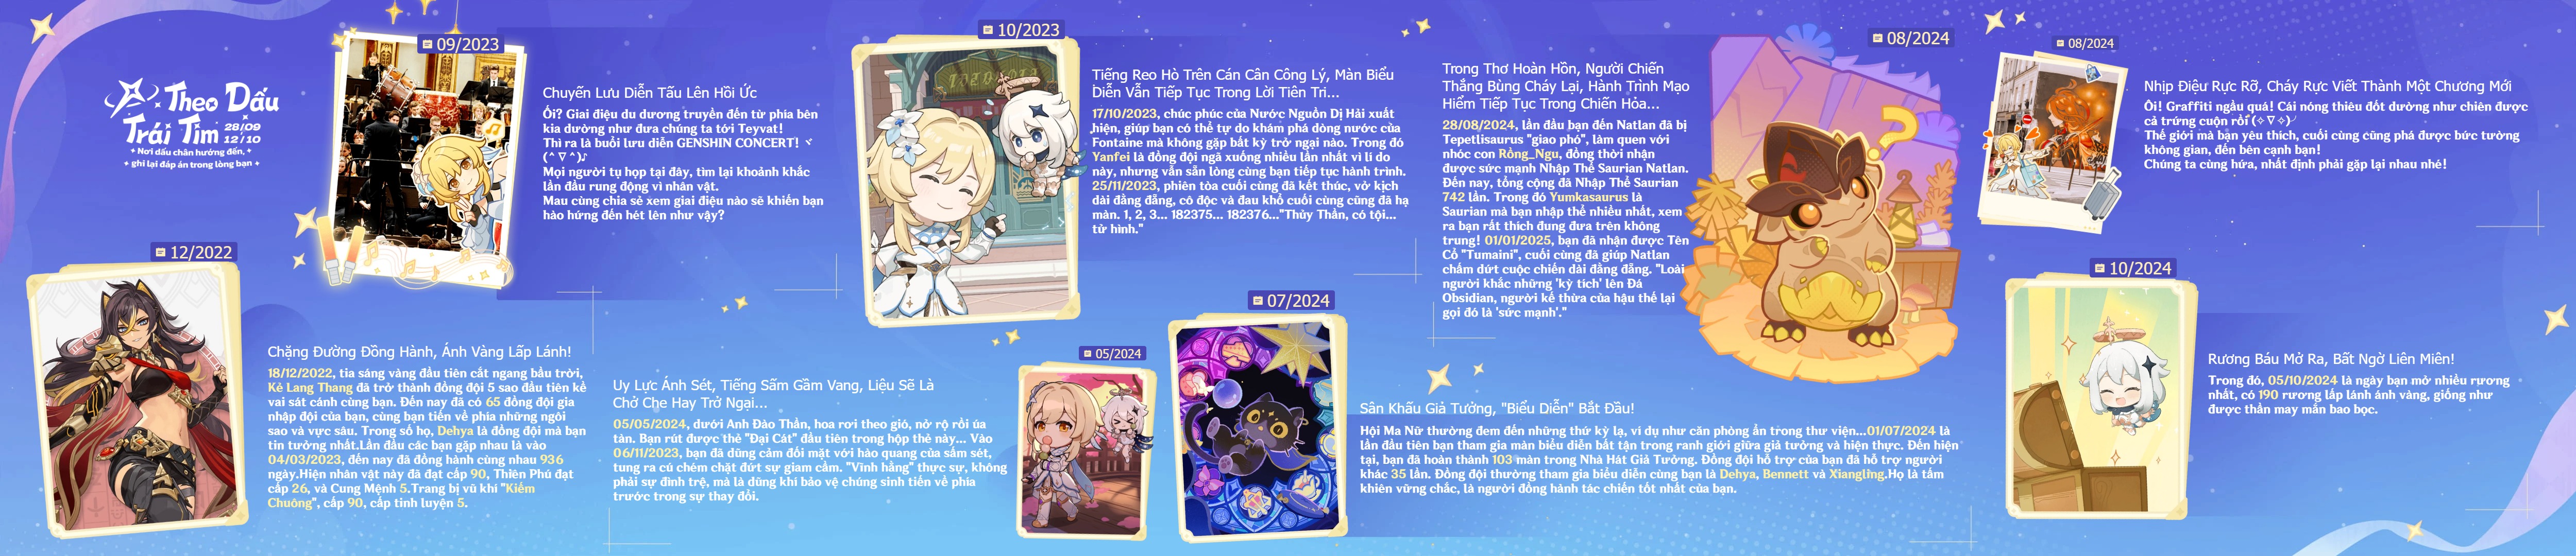 Theo Dấu
Trái Tim
28.09
12/10
Nơi dấu chân hướng đến,
ghi lại đáp án trong lòng bạn
12/2022
Chặng Đường Đồng Hành, Ánh Vàng Lấp Lánh!
18/12/2022, tia sáng vàng đầu tiên cắt ngang bầu trời,
Kẻ Lang Thang đã trở thành đồng đội 5 sao đầu tiên kề
vai sát cánh cùng bạn. Đến nay đã có 65 đồng đội gia
nhập đội của bạn, cùng bạn tiến về phía những ngôi
sao và vực sâu. Trong số họ, Dehya là đồng đội mà bạn
tin tưởng nhất.Lần đầu các bạn gặp nhau là vào
04/03/2023, đến nay đã đồng hành cùng nhau 936
ngày.Hiện nhân vật này đã đạt cấp 90, Thiên Phú đạt
cấp 26, và Cung Mệnh 5.Trang bị vũ khí "Kiếm
Chuông", cấp 90, cấp tinh luyện 5.
09/2023
Chuyến Lưu Diễn Tấu Lên Hồi Ức
Ồi? Giai điệu du dương truyền đến từ phía bên
kia dường như đưa chúng ta tới Teyvat!
Thì ra là buổi lưu diễn GENSHIN CONCERT! ヾ
(^∇^)♪
Mọi người tụ họp tại đây, tìm lại khoảnh khắc
lần đầu rung động vì nhân vật.
Mau cùng chia sẻ xem giai điệu nào sẽ khiến bạn
hào hứng đến hét lên như vậy?
Uy Lực Ánh Sét, Tiếng Sấm Gầm Vang, Liệu Sẽ Là
Chở Che Hay Trở Ngại...
05/05/2024, dưới Anh Đào Thần, hoa rơi theo gió, nở rộ rồi úa
tàn. Bạn rút được thẻ "Đại Cát" đầu tiên trong hộp thẻ này... Vào
06/11/2023, bạn đã dũng cảm đối mặt với hào quang của sấm sét,
tung ra cú chém chặt đứt sự giam cầm. "Vĩnh hằng" thực sự, không
phải sự đình trệ, mà là dũng khí bảo vệ chúng sinh tiến về phía
trước trong sự thay đổi.
05/2024
10/2023
Tiếng Reo Hò Trên Cán Cân Công Lý, Màn Biểu
Diễn Vẫn Tiếp Tục Trong Lời Tiên Tri...
17/10/2023, chúc phúc của Nước Nguồn Dị Hải xuất
hiện, giúp bạn có thể tự do khám phá dòng nước của
Fontaine mà không gặp bất kỳ trở ngại nào. Trong đó
Yanfei là đồng đội ngã xuống nhiều lần nhất vì lí do
này, nhưng vẫn sẵn lòng cùng bạn tiếp tục hành trình.
25/11/2023, phiên tòa cuối cùng đã kết thúc, vở kịch
dài đằng đẵng, cô độc và đau khổ cuối cùng cũng đã hạ
màn. 1, 2, 3... 182375... 182376..."Thủy Thần, có tội...
tử hình."
07/2024
Sân Khấu Giả Tưởng, "Biểu Diễn" Bắt Đầu!
Hội Ma Nữ thường đem đến những thứ kỳ lạ, ví dụ như căn phòng ẩn trong thư viện...01/07/2024 là
lần đầu tiên bạn tham gia màn biểu diễn bất tận trong ranh giới giữa giả tưởng và hiện thực. Đến hiện
tại, bạn đã hoàn thành 103 màn trong Nhà Hát Giả Tưởng. Đồng đội hỗ trợ của bạn đã hỗ trợ người
khác 35 lần. Đồng đội thường tham gia biểu diễn cùng bạn là Dehya, Bennett và Xiangling.Họ là tấm
khiên vững chắc, là người đồng hành tác chiến tốt nhất của bạn.
08/2024
Trong Thơ Hoàn Hồn, Người Chiến
Thắng Bùng Cháy Lại, Hành Trình Mạo
Hiểm Tiếp Tục Trong Chiến Hỏa...
28/08/2024, lần đầu bạn đến Natlan đã bị
Tepetlisaurus "giao phó", làm quen với
nhóc con Rồng_Ngu, đồng thời nhận
được sức mạnh Nhập Thể Saurian Natlan.
Đến nay, tổng cộng đã Nhập Thể Saurian
742 lần. Trong đó Yumkasaurus là
Saurian mà bạn nhập thể nhiều nhất, xem
ra bạn rất thích đung đưa trên không
trung! 01/01/2025, bạn đã nhận được Tên
Cổ "Tumaini", cuối cùng đã giúp Natlan
chấm dứt cuộc chiến dài đằng đẵng. "Loài
người khắc những 'kỳ tích' lên Đá
Obsidian, người kế thừa của hậu thế lại
gọi đó là 'sức mạnh'."
08/2024
Nhịp Điệu Rực Rỡ, Cháy Rực Viết Thành Một Chương Mới
Ôi! Graffiti ngầu quá! Cái nóng thiêu đốt dường như chiên được
cả trứng cuộn rồi (✧∇✧)╯
Thế giới mà bạn yêu thích, cuối cùng cũng phá được bức tường
không gian, đến bên cạnh bạn!
Chúng ta cùng hứa, nhất định phải gặp lại nhau nhé!
10/2024
Rương Báu Mở Ra, Bất Ngờ Liên Miên!
Trong đó, 05/10/2024 là ngày bạn mở nhiều rương
nhất, có 190 rương lấp lánh ánh vàng, giống như
được thần may mắn bao bọc.